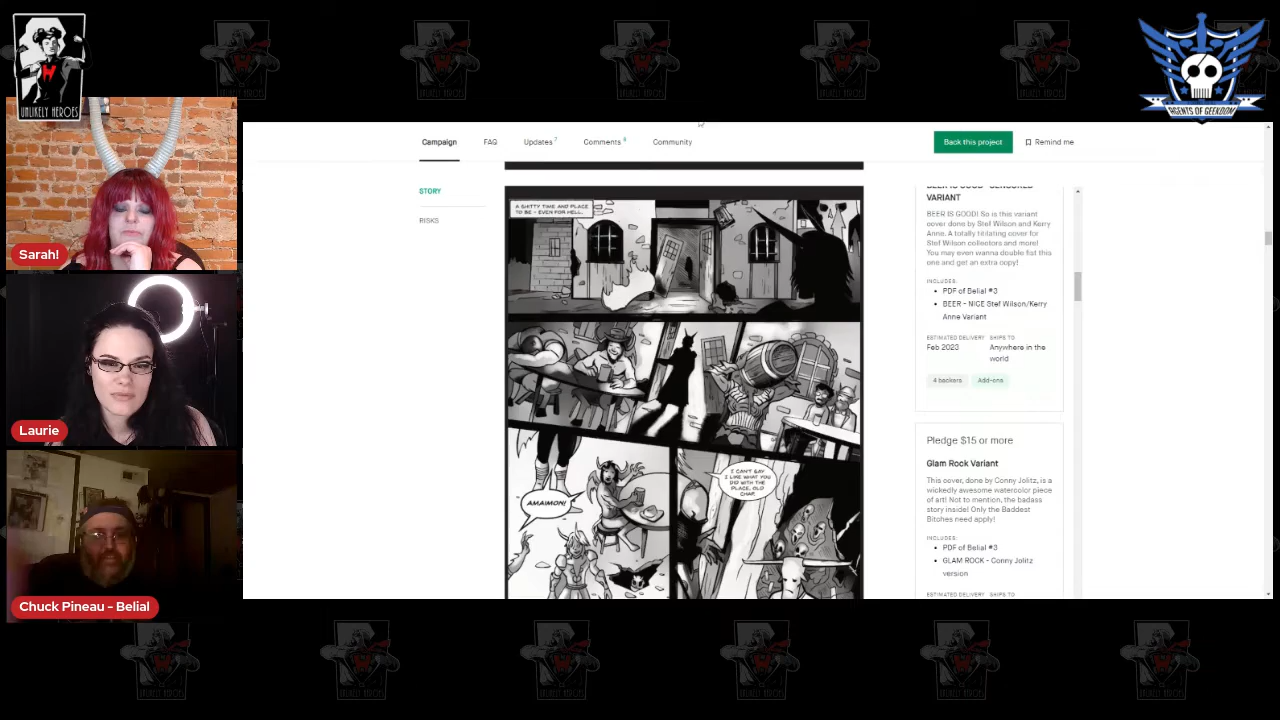 UNLIKELY HEROES
AGENTS OF GEEKDOM
Sarah!
Laurie
Chuck Pineau - Belial
Campaign
FAQ
Updates 7
Comments
Community
Back this project
Remind me
STORY
RISKS
A SHITTY TIME AND PLACE
TO BE - EVEN FOR HELL...
AMAIMON!
I CAN'T SAY
I LIKE WHAT YOU
DID WITH THE
PLACE, OLD
CHAP.
BEER IS GOOD - CENSORED
VARIANT
BEER IS GOOD! So is this variant
cover done by Stef Wilson and Kerry
Anne. A totally titilating cover for
Stef Wilson collectors and more!
You may even wanna double fist this
one and get an extra copy!
INCLUDES:
• PDF of Belial #3
• BEER - NICE Stef Wilson/Kerry
Anne Variant
ESTIMATED DELIVERY
Feb 2023
SHIPS TO
Anywhere in the
world
4 backers
Add-ons
Pledge $15 or more
Glam Rock Variant
This cover, done by Conny Jolitz, is a
wickedly awesome watercolor piece
of art! Not to mention, the badass
story inside! Only the Baddest
Bitches need apply!
INCLUDES:
• PDF of Belial #3
• GLAM ROCK - Conny Jolitz
version
ESTIMATED DELIVERY
SHIPS TO